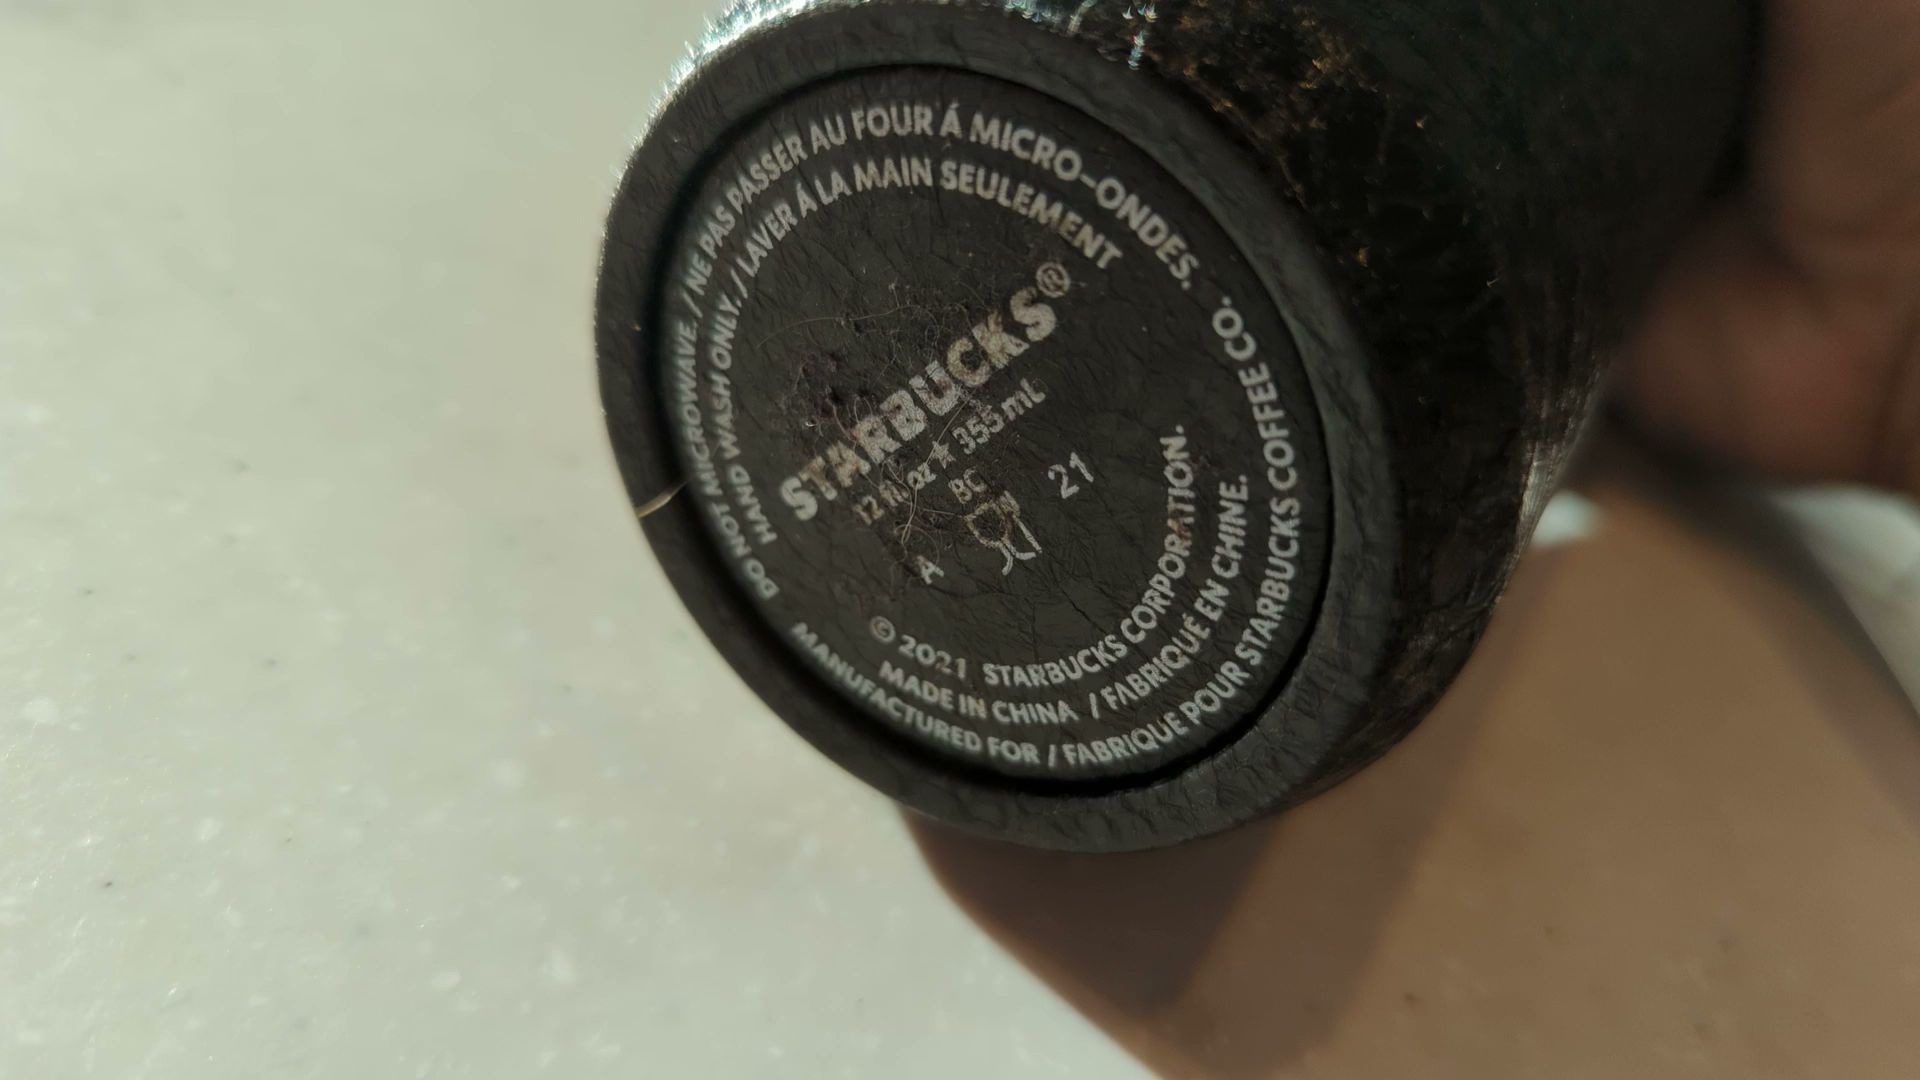 DO NOT MICROWAVE. / NE PAS PASSER AU FOUR Á MICRO-ONDES.
HAND WASH ONLY. / LAVER Á LA MAIN SEULEMENT
STARBUCKS®
12 fl oz ★ 355 mL
BC
A 21
© 2021 STARBUCKS CORPORATION.
MADE IN CHINA / FABRIQUÉ EN CHINE.
MANUFACTURED FOR / FABRIQUÉ POUR STARBUCKS COFFEE CO.